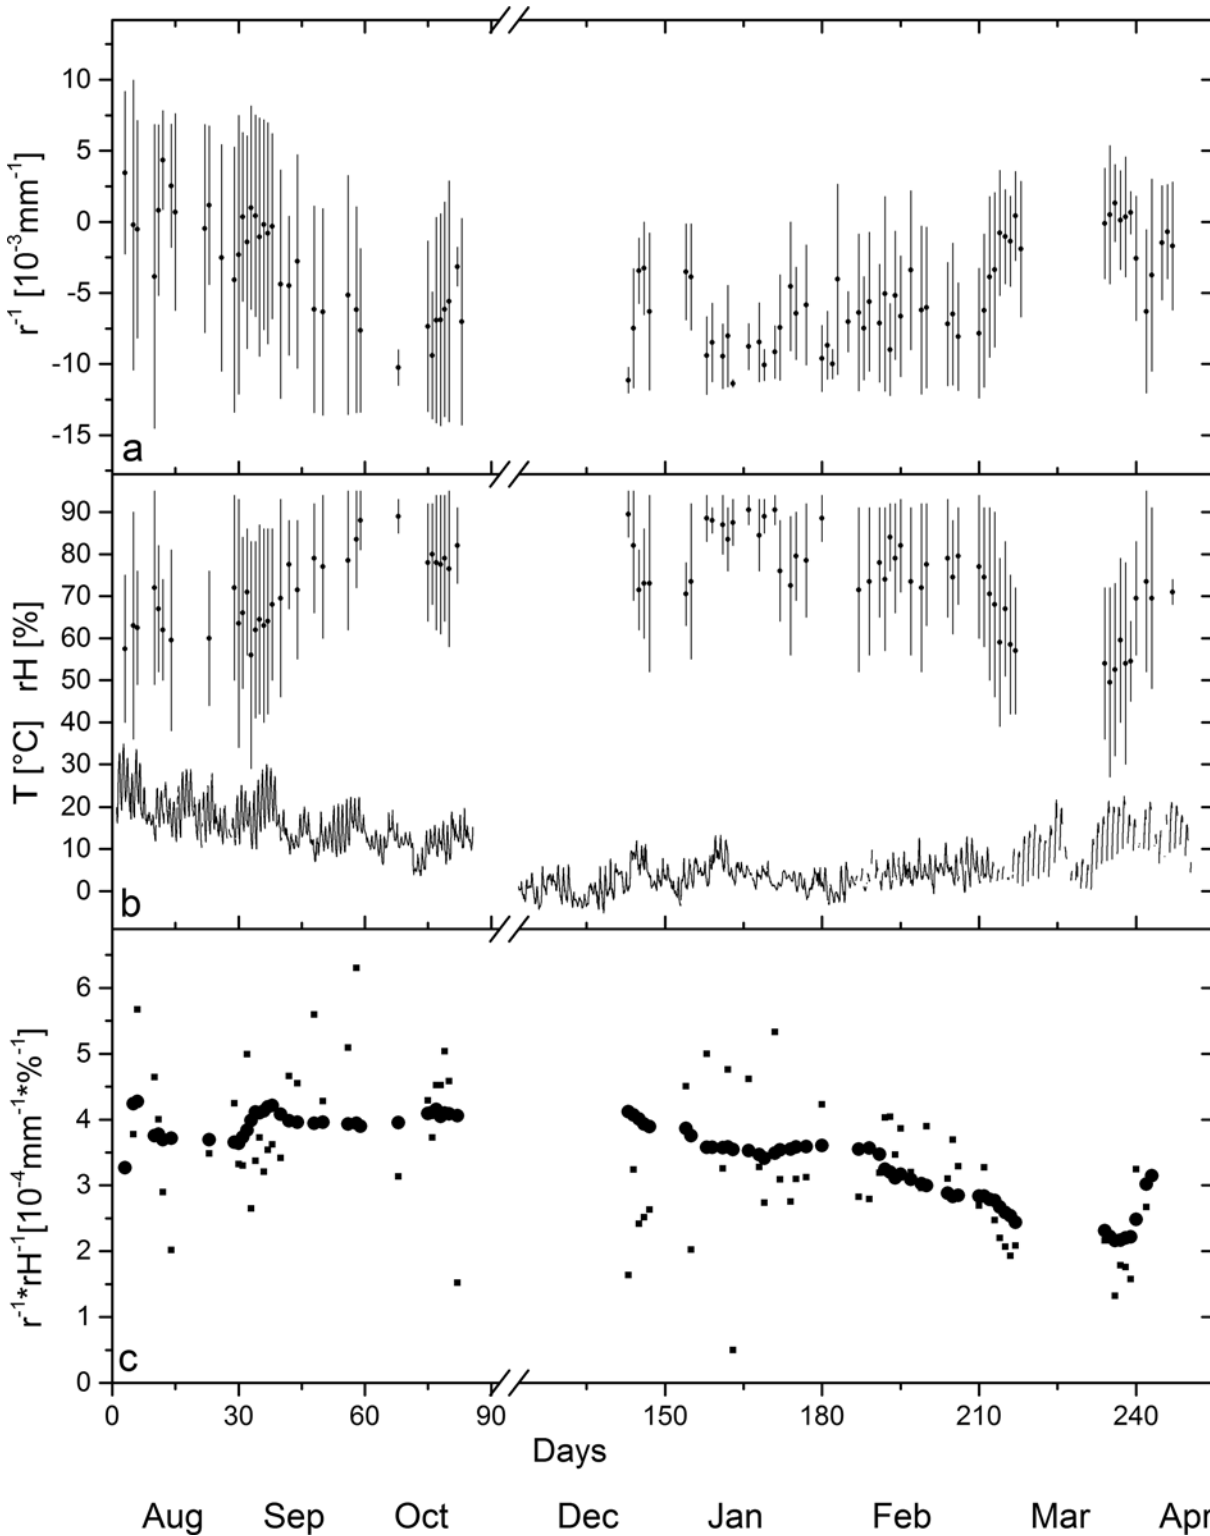 10
5
0
-5
-10
-15
r⁻¹ [10⁻³mm⁻¹]
a
90
80
70
60
50
40
30
20
10
0
T [°C] rH [%]
b
6
5
4
3
2
1
0
r⁻¹*rH⁻¹[10⁻⁴mm⁻¹*%⁻¹]
c
0 30 60 90 150 180 210 240
Days
Aug Sep Oct Dec Jan Feb Mar Apr